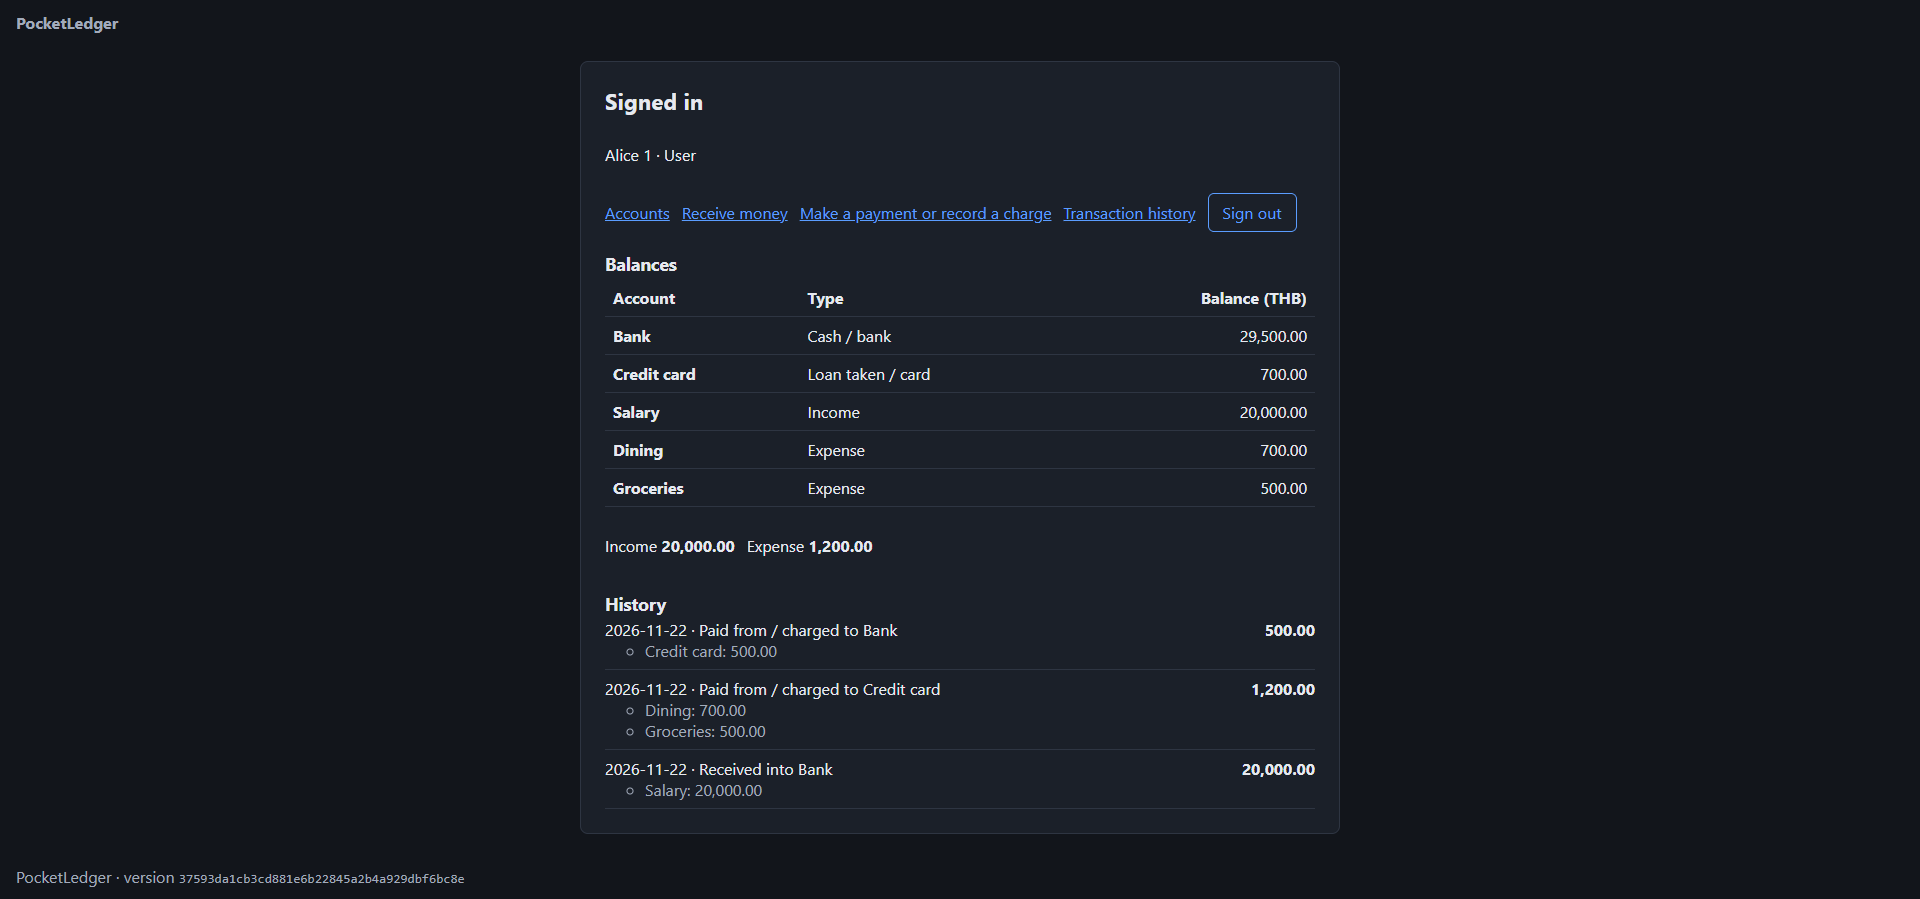 PocketLedger
Signed in
Alice 1 · User
Accounts Receive money Make a payment or record a charge Transaction history Sign out
Balances
Account Type Balance (THB)
Bank Cash / bank 29,500.00
Credit card Loan taken / card 700.00
Salary Income 20,000.00
Dining Expense 700.00
Groceries Expense 500.00
Income 20,000.00 Expense 1,200.00
History
2026-11-22 · Paid from / charged to Bank 500.00
Credit card: 500.00
2026-11-22 · Paid from / charged to Credit card 1,200.00
Dining: 700.00
Groceries: 500.00
2026-11-22 · Received into Bank 20,000.00
Salary: 20,000.00
PocketLedger · version 37593da1cb3cd881e6b22845a2b4a929dbf6bc8e